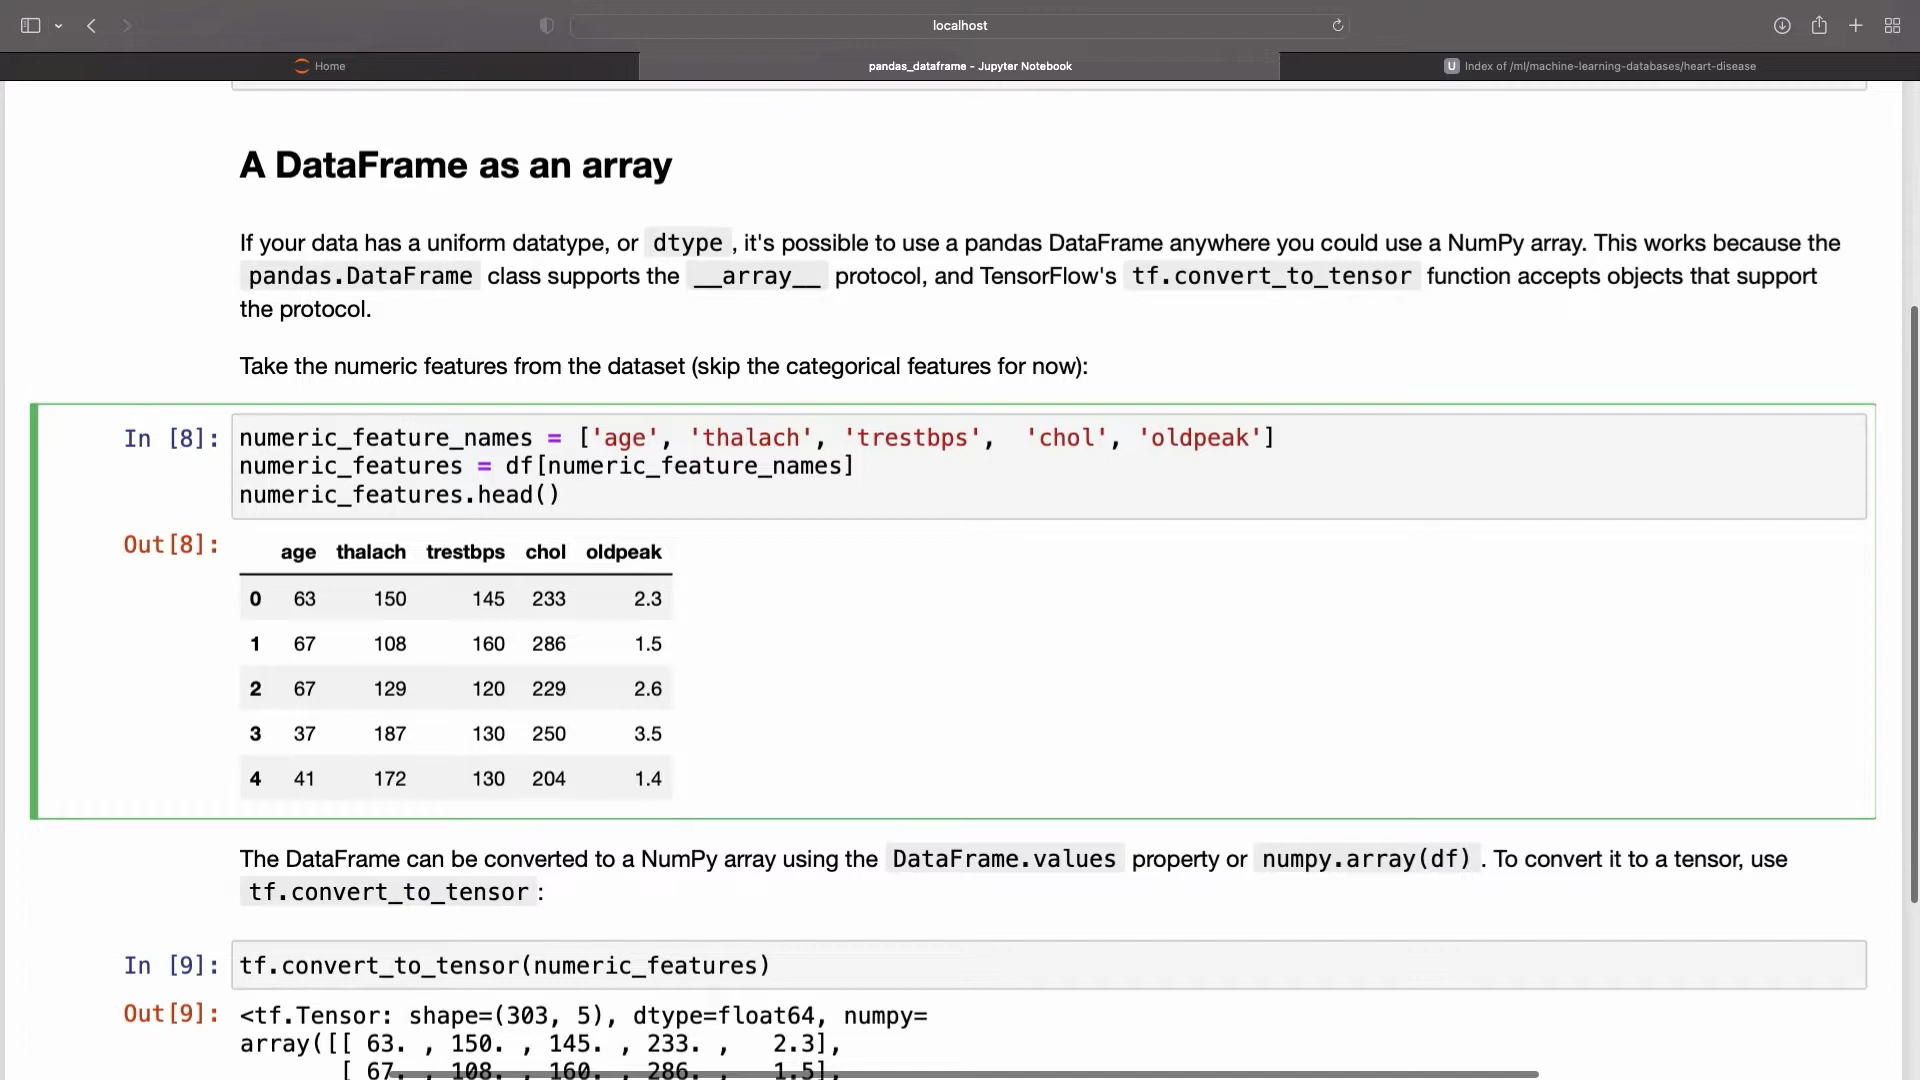 localhost
Home
pandas_dataframe - Jupyter Notebook
U Index of /ml/machine-learning-databases/heart-disease
A DataFrame as an array
If your data has a uniform datatype, or dtype , it's possible to use a pandas DataFrame anywhere you could use a NumPy array. This works because the
pandas.DataFrame class supports the __array__ protocol, and TensorFlow's tf.convert_to_tensor function accepts objects that support
the protocol.
Take the numeric features from the dataset (skip the categorical features for now):
In [8]: numeric_feature_names = ['age', 'thalach', 'trestbps',  'chol', 'oldpeak']
numeric_features = df[numeric_feature_names]
numeric_features.head()
Out[8]: age thalach trestbps chol oldpeak
0 63 150 145 233 2.3
1 67 108 160 286 1.5
2 67 129 120 229 2.6
3 37 187 130 250 3.5
4 41 172 130 204 1.4
The DataFrame can be converted to a NumPy array using the DataFrame.values property or numpy.array(df) . To convert it to a tensor, use
tf.convert_to_tensor :
In [9]: tf.convert_to_tensor(numeric_features)
Out[9]: <tf.Tensor: shape=(303, 5), dtype=float64, numpy=
array([[ 63. , 150. , 145. , 233. ,   2.3],
[ 67. , 108. , 160. , 286. ,   1.5],